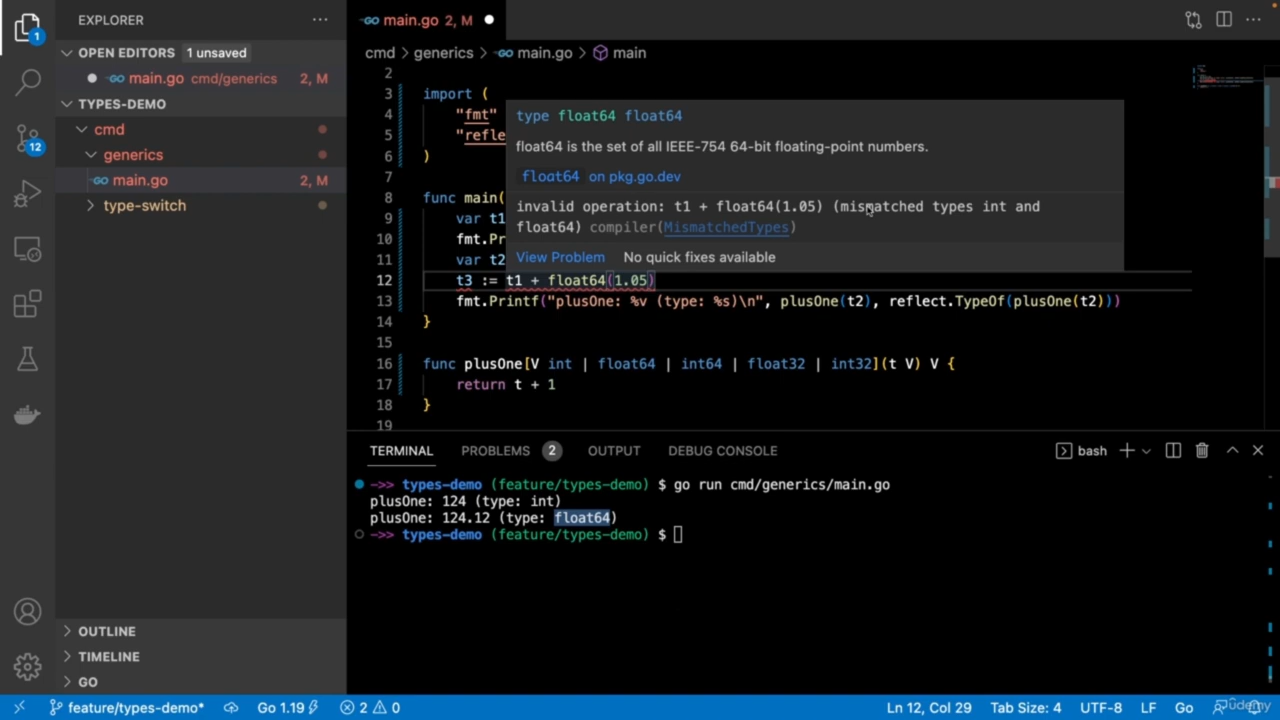 EXPLORER
OPEN EDITORS 1 unsaved
main.go cmd/generics 2, M
TYPES-DEMO
cmd
generics
main.go 2, M
type-switch
OUTLINE
TIMELINE
GO
1
12
main.go 2, M
cmd > generics > main.go > main
2
3 import (
4 "fmt"
5 "refle
6 )
7
8 func main(
9 var t1
10 fmt.Pr
11 var t2
12 t3 := t1 + float64(1.05)
13 fmt.Printf("plusOne: %v (type: %s)\n", plusOne(t2), reflect.TypeOf(plusOne(t2)))
14 }
15
16 func plusOne[V int | float64 | int64 | float32 | int32](t V) V {
17 return t + 1
18 }
19
type float64 float64
float64 is the set of all IEEE-754 64-bit floating-point numbers.
float64 on pkg.go.dev
invalid operation: t1 + float64(1.05) (mismatched types int and
float64) compiler(MismatchedTypes)
View Problem No quick fixes available
TERMINAL PROBLEMS 2 OUTPUT DEBUG CONSOLE bash
->> types-demo (feature/types-demo) $ go run cmd/generics/main.go
plusOne: 124 (type: int)
plusOne: 124.12 (type: float64)
->> types-demo (feature/types-demo) $
feature/types-demo* Go 1.19 2 0 Ln 12, Col 29 Tab Size: 4 UTF-8 LF Go
Udemy